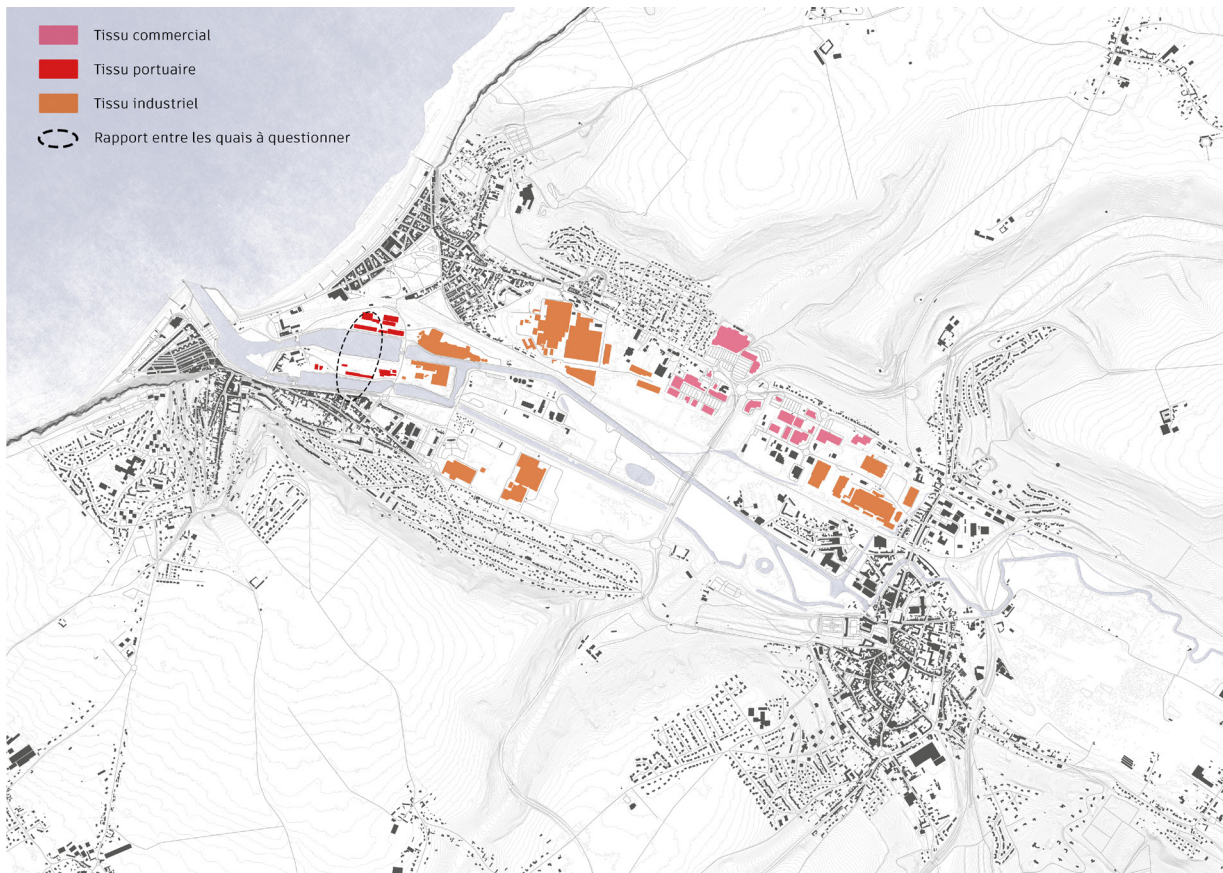 Tissu commercial
Tissu portuaire
Tissu industriel
Rapport entre les quais à questionner